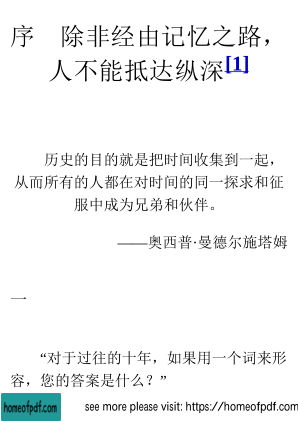 序　除非经由记忆之路，
人不能抵达纵深[1]
历史的目的就是把时间收集到一起，
从而所有的人都在对时间的同一探求和征
服中成为兄弟和伙伴。
——奥西普·曼德尔施塔姆
一
“对于过往的十年，如果用一个词来形
容，您的答案是什么？”
homeofpdf.com
see more please visit: https://homeofpdf.com